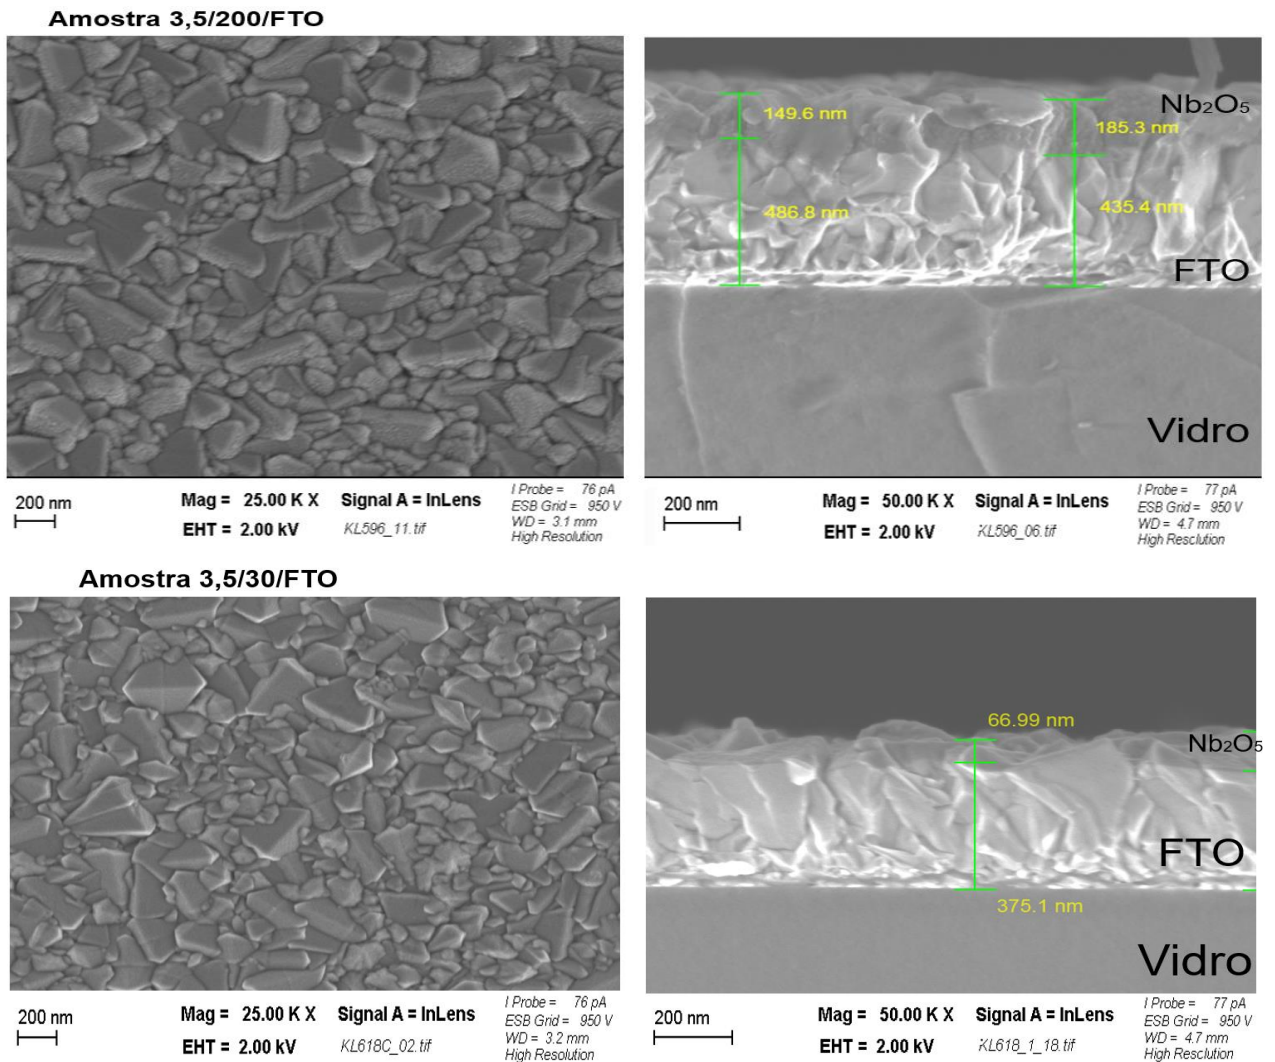 Amostra 3,5/200/FTO
149.6 nm
486.8 nm
185.3 nm
435.4 nm
Nb₂O₅
FTO
Vidro
200 nm
Mag = 25.00 K X
EHT = 2.00 kV
Signal A = InLens
KL596_11.tif
I Probe = 76 pA
ESB Grid = 950 V
WD = 3.1 mm
High Resolution
200 nm
Mag = 50.00 K X
EHT = 2.00 kV
Signal A = InLens
KL596_06.tif
I Probe = 77 pA
ESB Grid = 950 V
WD = 4.7 mm
High Resolution
Amostra 3,5/30/FTO
66.99 nm
Nb₂O₅
FTO
375.1 nm
Vidro
200 nm
Mag = 25.00 K X
EHT = 2.00 kV
Signal A = InLens
KL618C_02.tif
I Probe = 76 pA
ESB Grid = 950 V
WD = 3.2 mm
High Resolution
200 nm
Mag = 50.00 K X
EHT = 2.00 kV
Signal A = InLens
KL618_1_18.tif
I Probe = 77 pA
ESB Grid = 950 V
WD = 4.7 mm
High Resolution